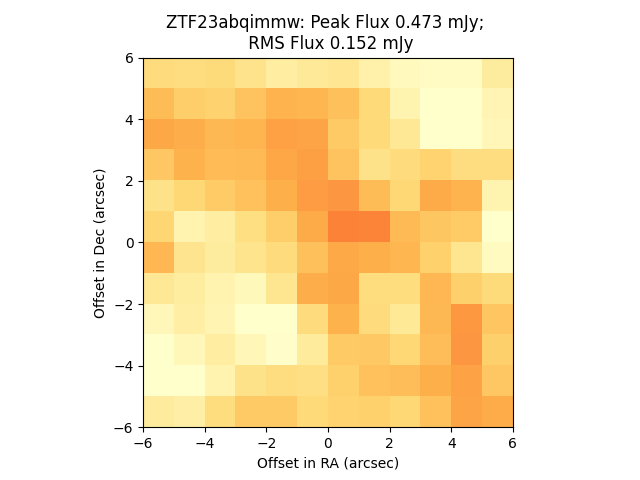 ZTF23abqimmw: Peak Flux 0.473 mJy;
RMS Flux 0.152 mJy
6
4
2
0
−2
−4
−6
Offset in Dec (arcsec)
−6 −4 −2 0 2 4 6
Offset in RA (arcsec)